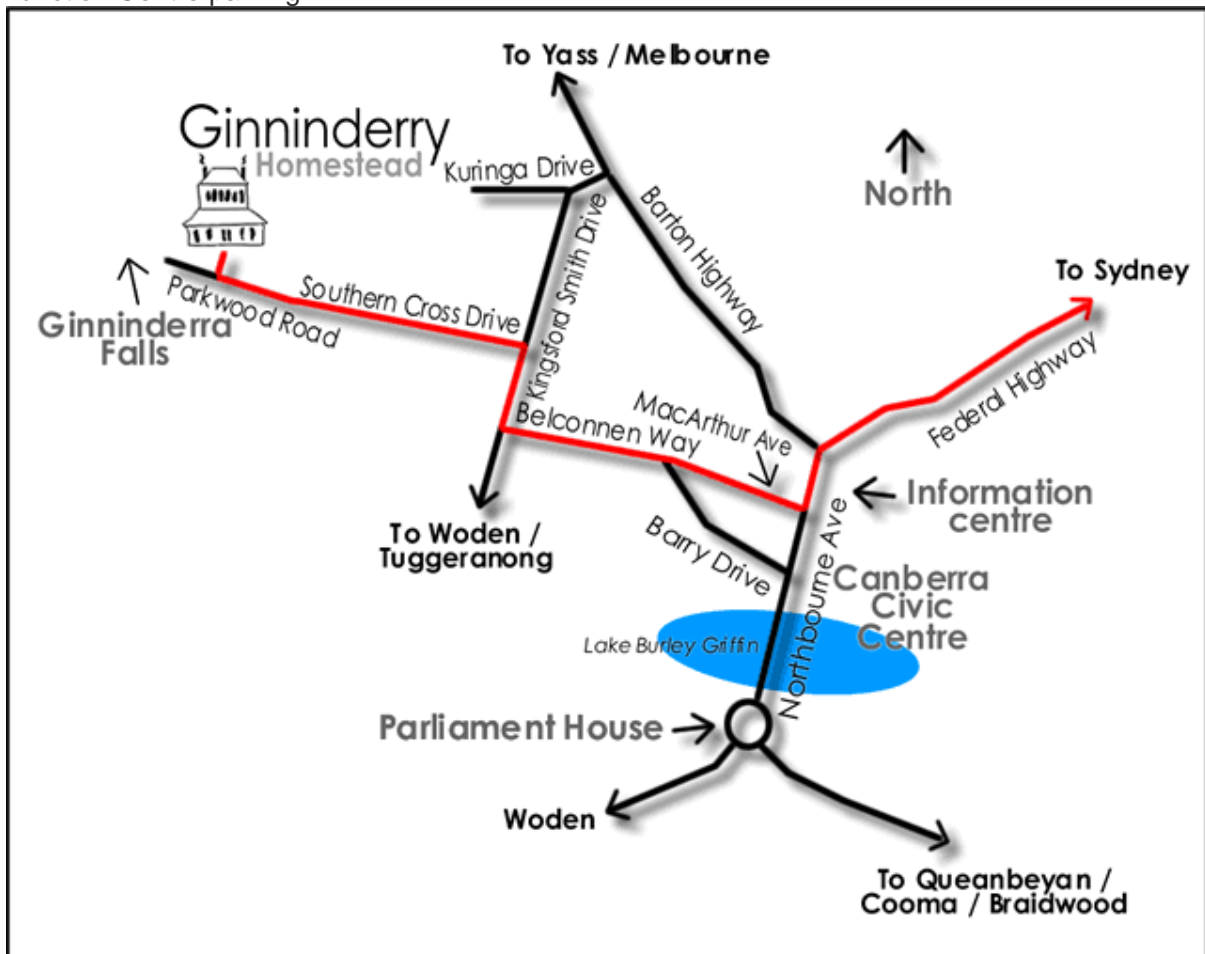 To Yass / Melbourne
Ginninderry
Homestead
Kuringa Drive
North
Barton Highway
Kingsford Smith Drive
To Sydney
Southern Cross Drive
Parkwood Road
Ginninderra
Falls
Federal Highway
MacArthur Ave
Belconnen Way
Information
centre
To Woden /
Tuggeranong
Barry Drive
Northbourne Ave
Canberra
Civic
Centre
Lake Burley Griffin
Parliament House
Woden
To Queanbeyan /
Cooma / Braidwood